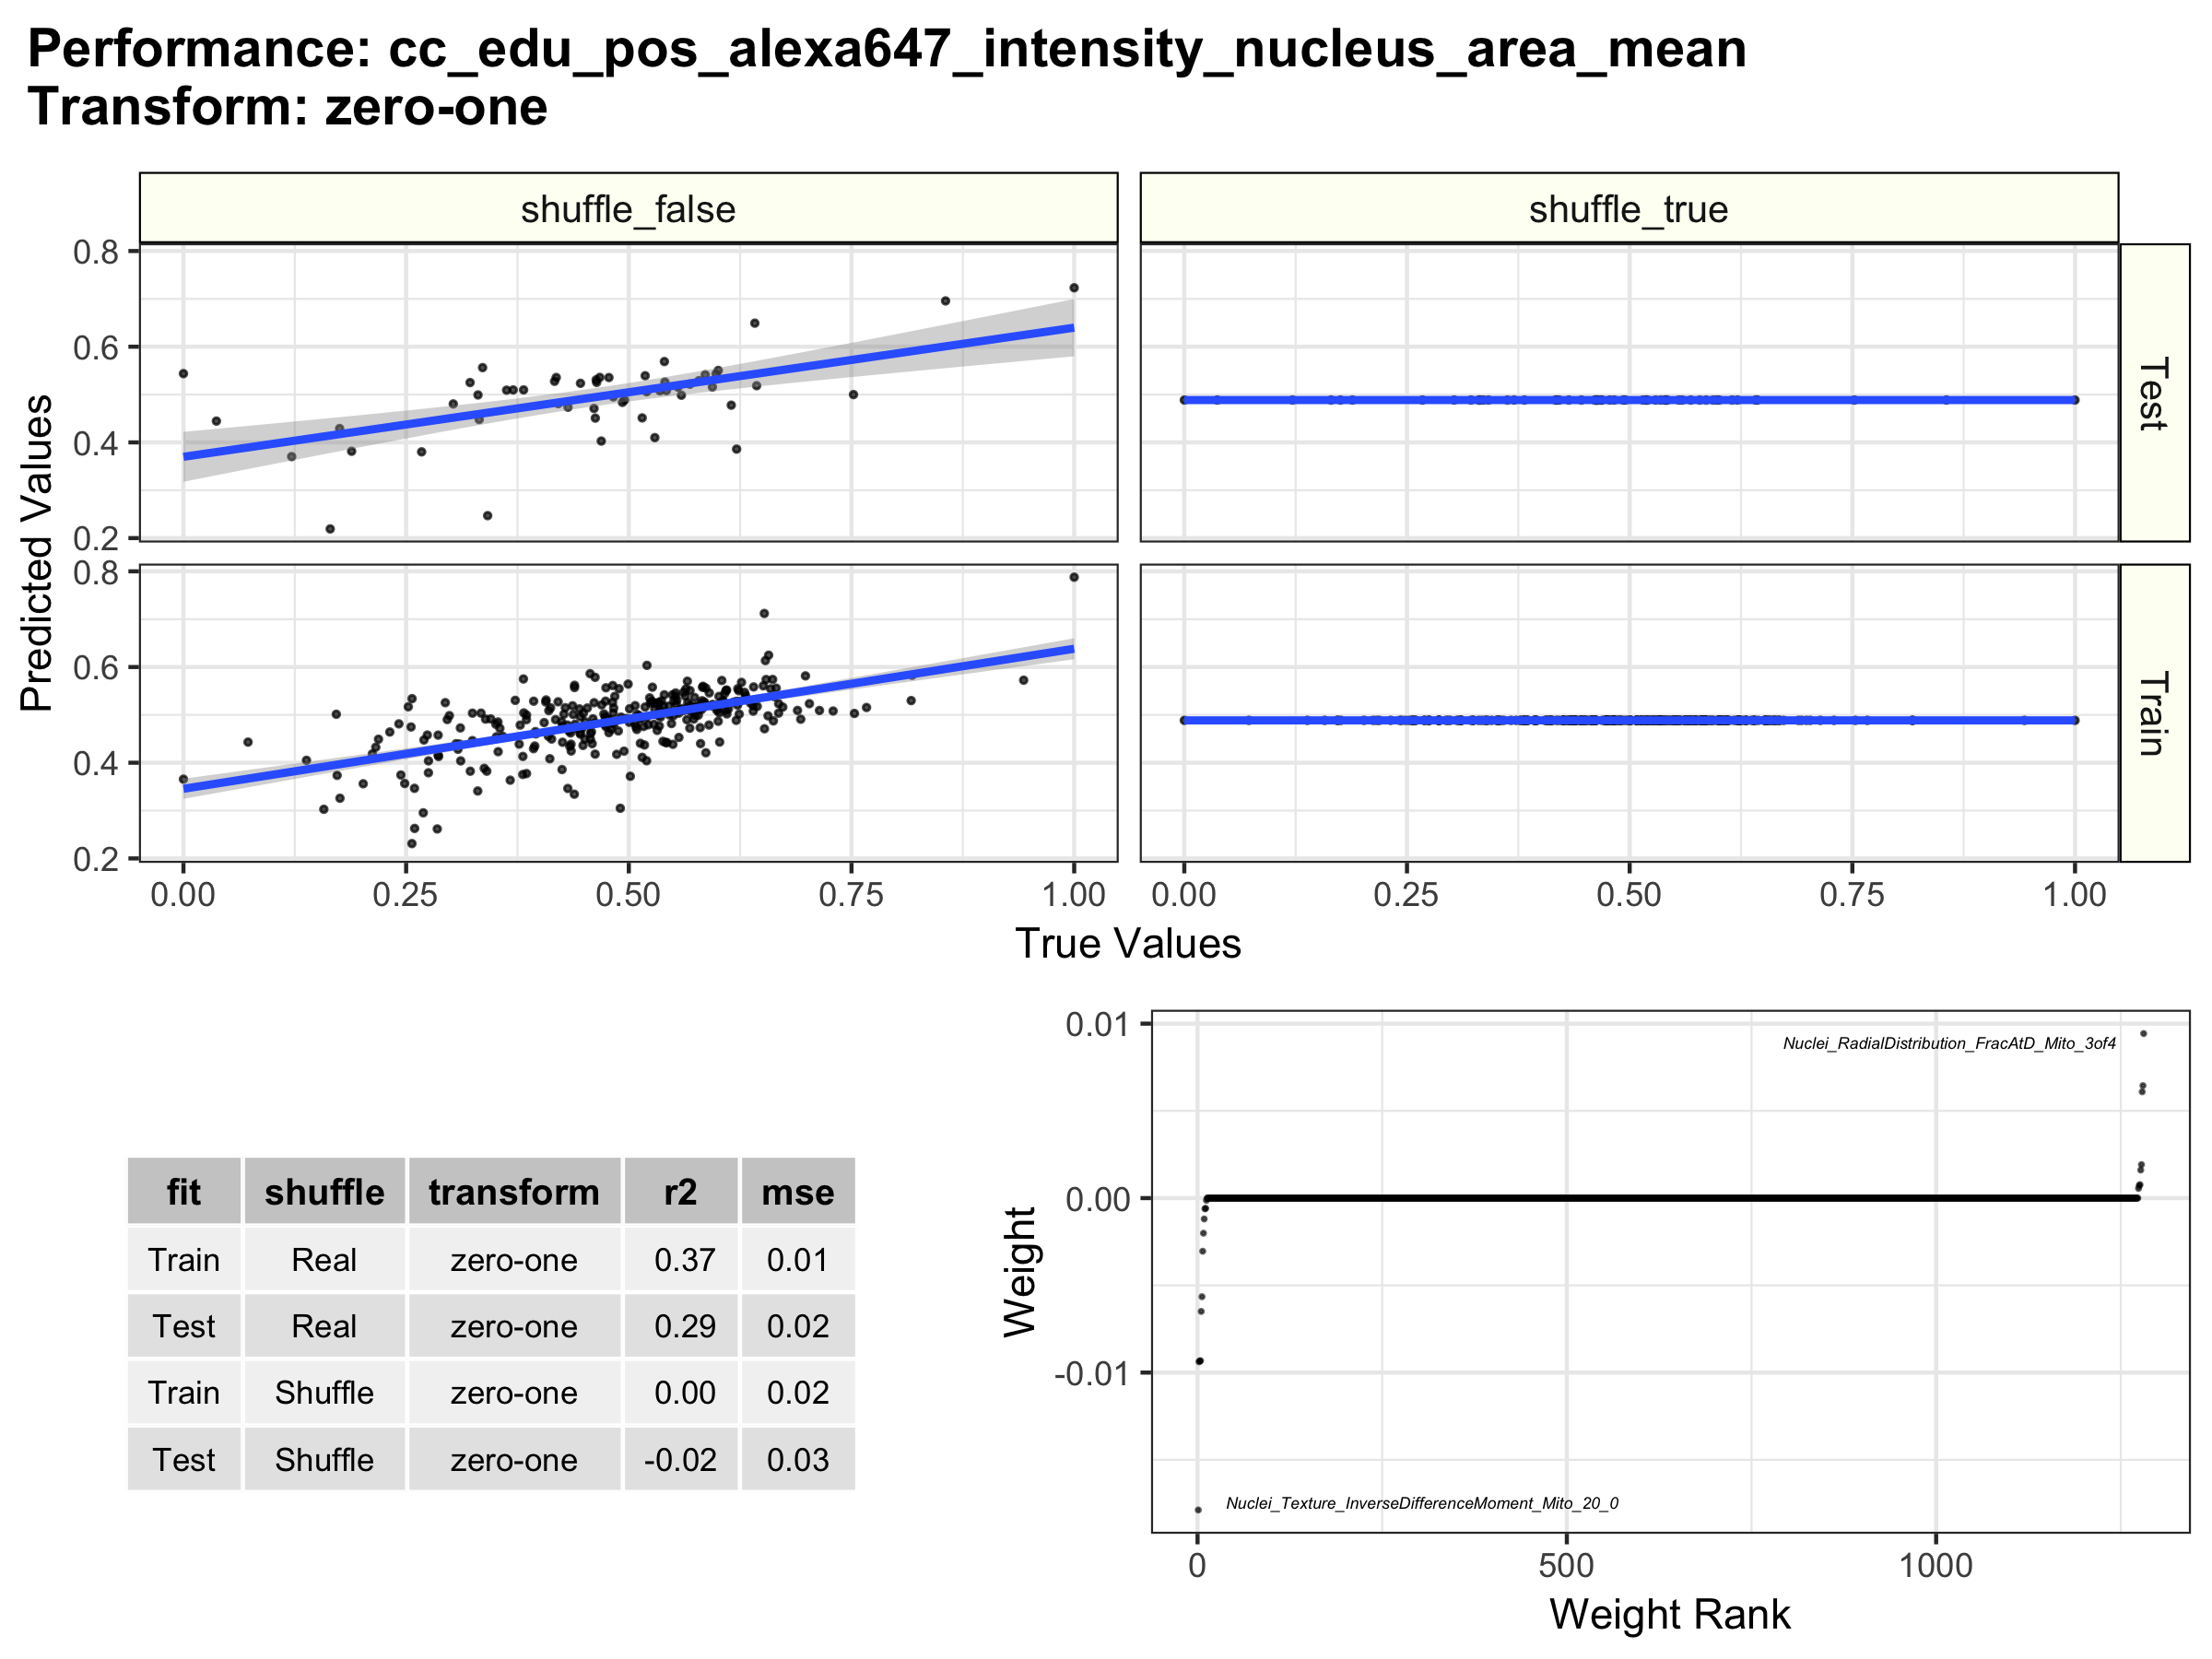 Performance: cc_edu_pos_alexa647_intensity_nucleus_area_mean
Transform: zero-one
shuffle_false
shuffle_true
Predicted Values
0.8
0.6
0.4
0.2
Test
0.8
0.6
0.4
0.2
Train
0.00 0.25 0.50 0.75 1.00
0.00 0.25 0.50 0.75 1.00
True Values
fit shuffle transform r2 mse
Train Real zero-one 0.37 0.01
Test Real zero-one 0.29 0.02
Train Shuffle zero-one 0.00 0.02
Test Shuffle zero-one -0.02 0.03
Weight
0.01
0.00
-0.01
Nuclei_RadialDistribution_FracAtD_Mito_3of4
Nuclei_Texture_InverseDifferenceMoment_Mito_20_0
0 500 1000
Weight Rank